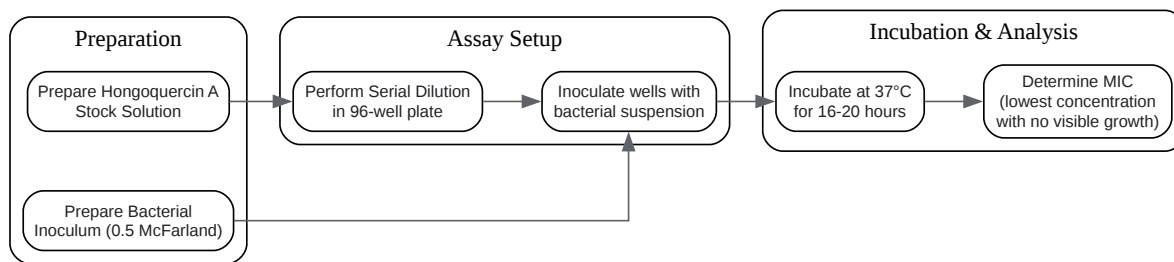 Preparation
Prepare Hongoquercin A
Stock Solution
Prepare Bacterial
Inoculum (0.5 McFarland)
Assay Setup
Perform Serial Dilution
in 96-well plate
Inoculate wells with
bacterial suspension
Incubation & Analysis
Incubate at 37°C
for 16-20 hours
Determine MIC
(lowest concentration
with no visible growth)